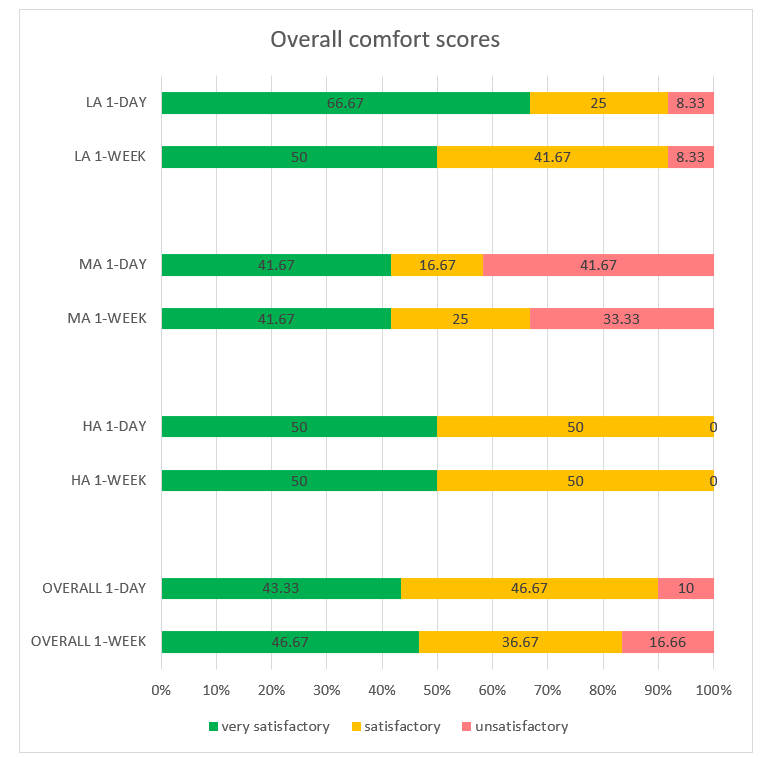 Overall comfort scores
LA 1-DAY 66.67 25 8.33
LA 1-WEEK 50 41.67 8.33
MA 1-DAY 41.67 16.67 41.67
MA 1-WEEK 41.67 25 33.33
HA 1-DAY 50 50 0
HA 1-WEEK 50 50 0
OVERALL 1-DAY 43.33 46.67 10
OVERALL 1-WEEK 46.67 36.67 16.66
0% 10% 20% 30% 40% 50% 60% 70% 80% 90% 100%
very satisfactory satisfactory unsatisfactory